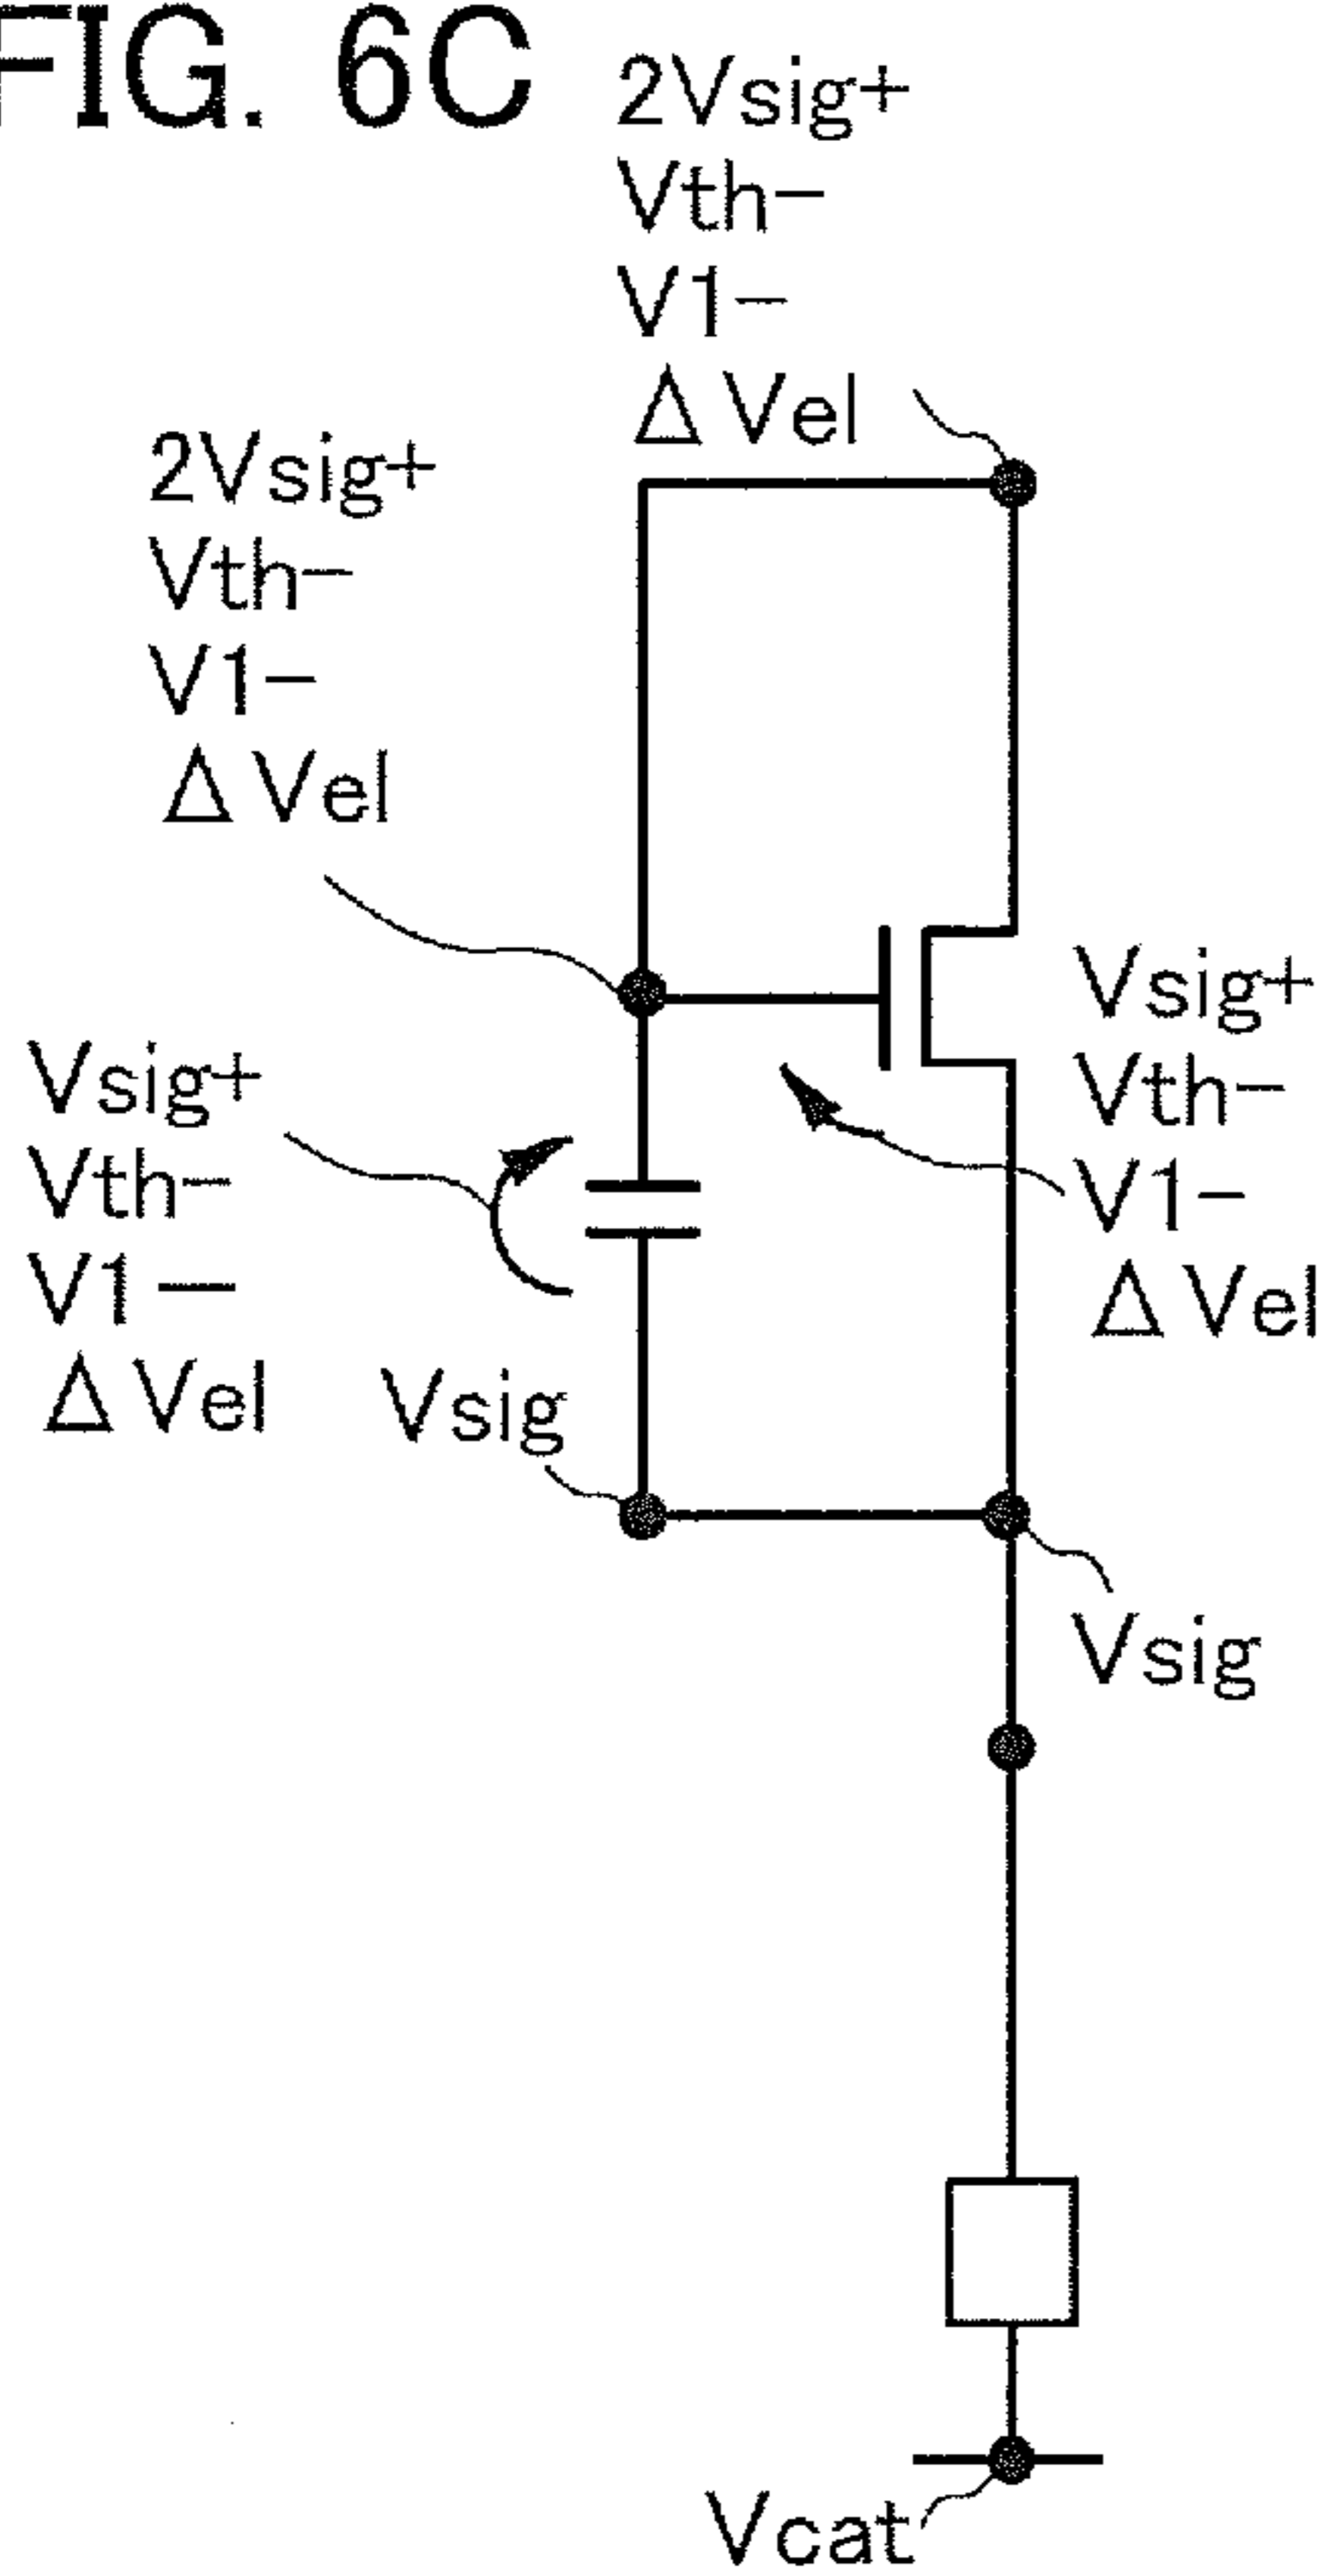 FIG. 6C
2Vsig+
Vth-
V1-
ΔVel
2Vsig+
Vth-
V1-
ΔVel
Vsig+
Vth-
V1-
ΔVel
Vsig+
Vth-
V1-
ΔVel
Vsig
Vsig
Vcat